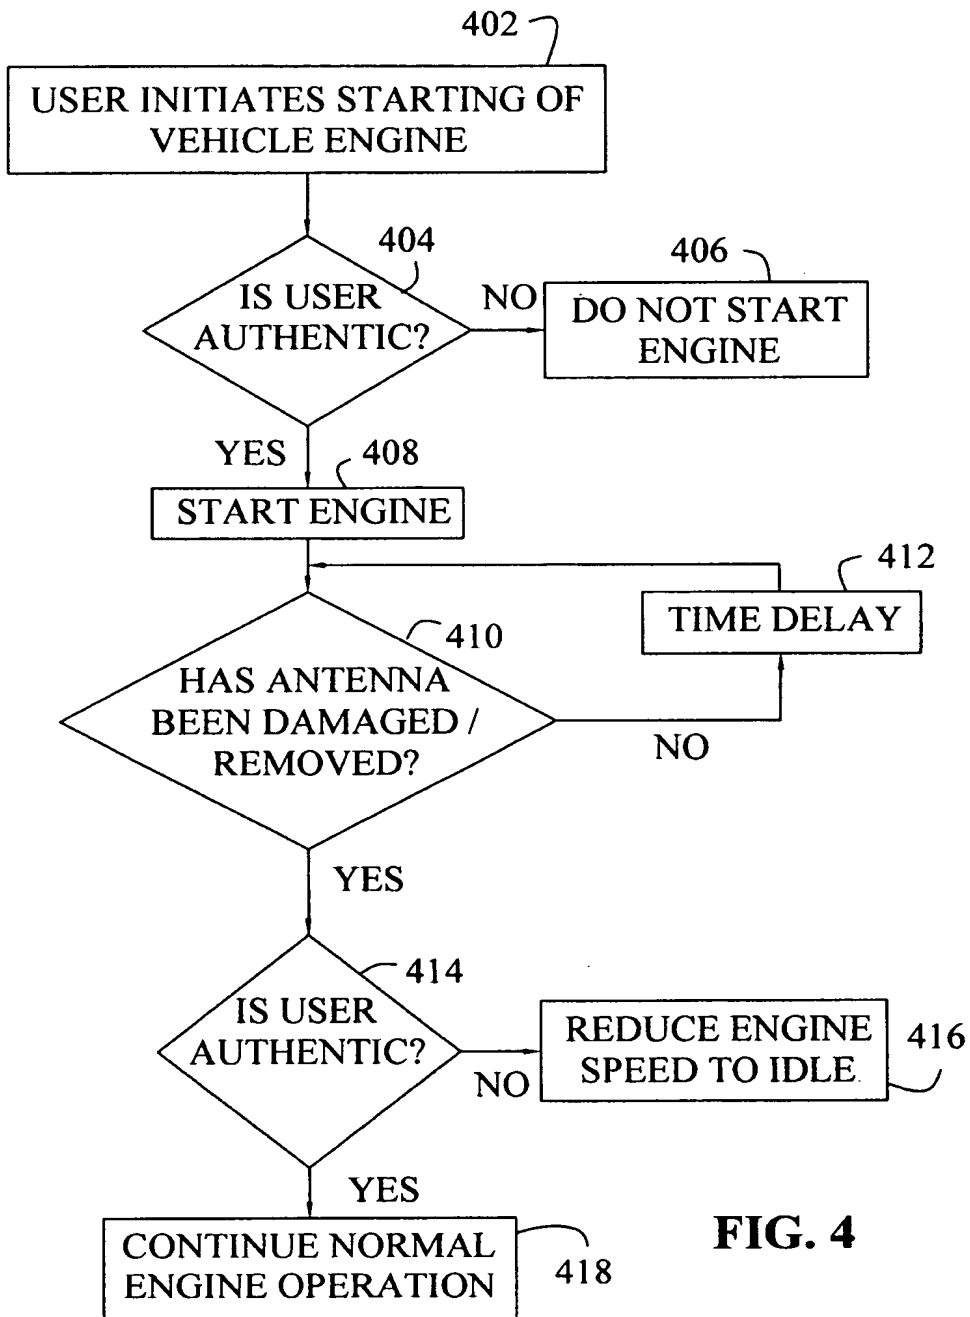 402
USER INITIATES STARTING OF
VEHICLE ENGINE
404
IS USER
AUTHENTIC?
NO
406
DO NOT START
ENGINE
YES
408
START ENGINE
412
TIME DELAY
410
HAS ANTENNA
BEEN DAMAGED /
REMOVED?
NO
YES
414
IS USER
AUTHENTIC?
NO
REDUCE ENGINE
SPEED TO IDLE
416
YES
CONTINUE NORMAL
ENGINE OPERATION
418
FIG. 4